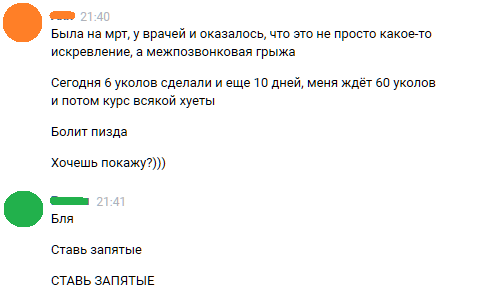 21:40
Была на мрт, у врачей и оказалось, что это не просто какое-то
искревление, а межпозвонковая грыжа
Сегодня 6 уколов сделали и еще 10 дней, меня ждёт 60 уколов
и потом курс всякой хуеты
Болит пизда
Хочешь покажу?)))
21:41
Бля
Ставь запятые
СТАВЬ ЗАПЯТЫЕ